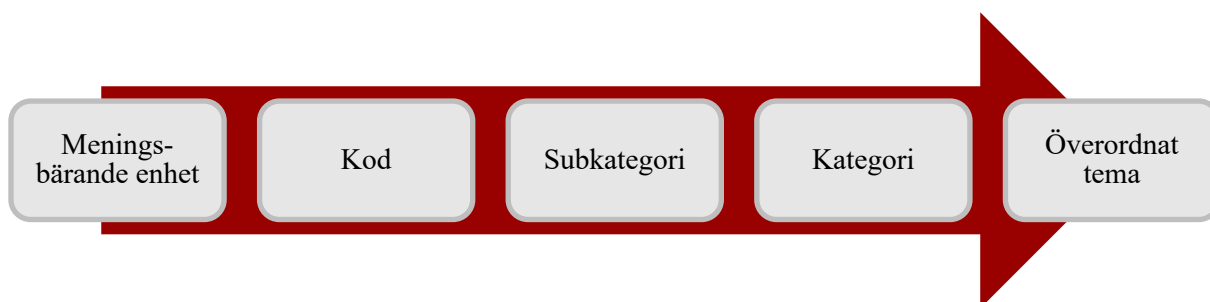 Menings-
bärande enhet
Kod
Subkategori
Kategori
Överordnat
tema